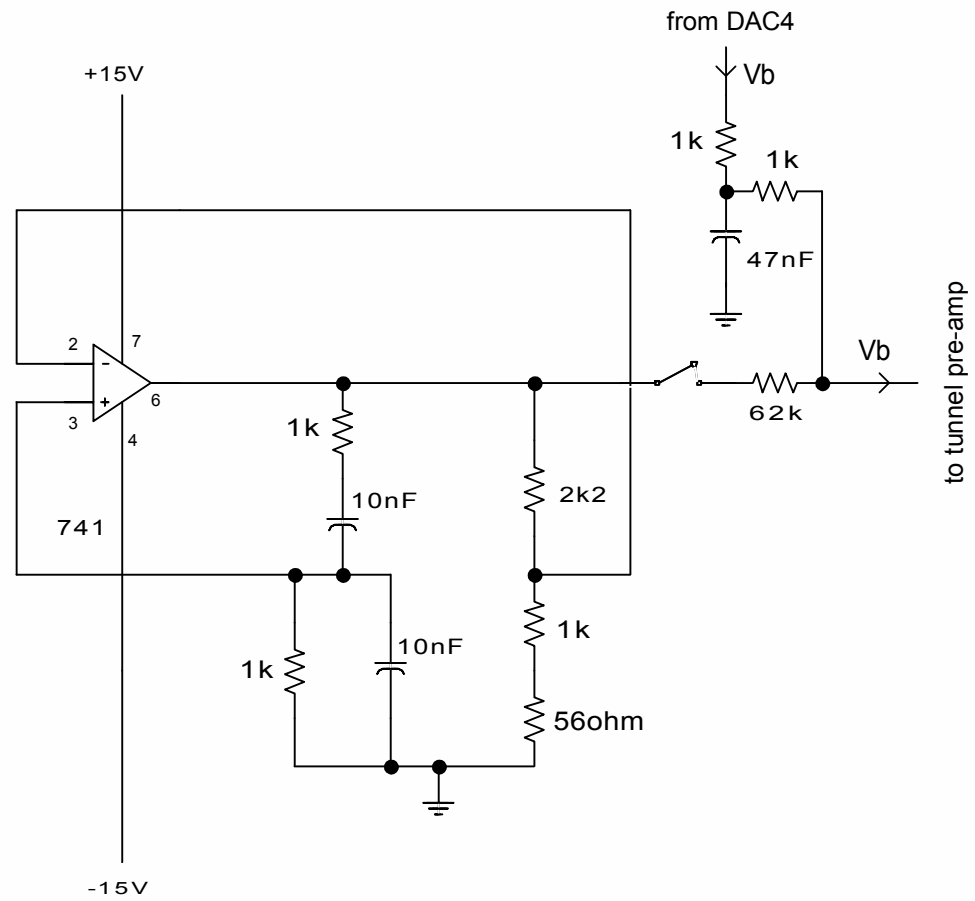 from DAC4
Vb
+15V
1k
1k
47nF
2
7
-
Vb
to tunnel pre-amp
6
+
3
4
62k
1k
10nF
2k2
741
1k
10nF
1k
56ohm
-15V